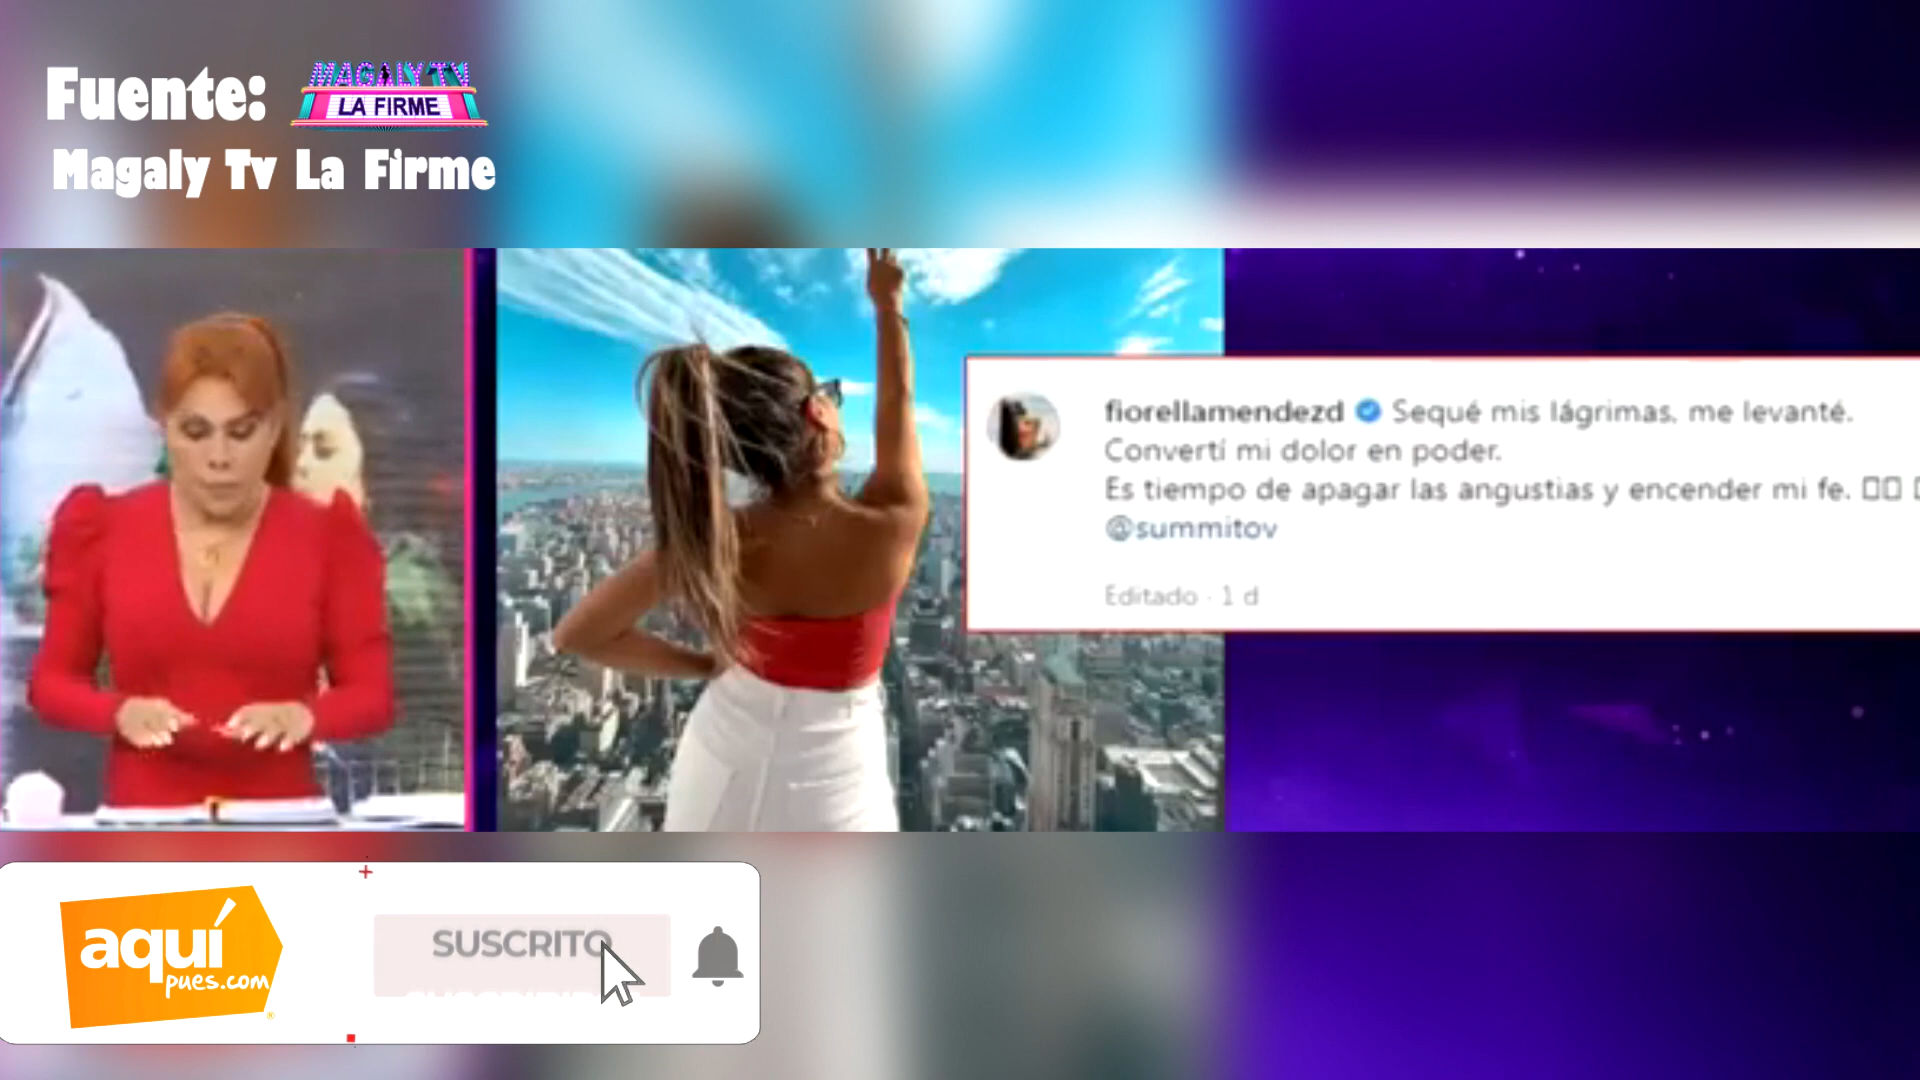 Fuente:
MAGALY TV
LA FIRME
Magaly Tv La Firme
fiorellamendezd Sequé mis lágrimas, me levanté.
Convertí mi dolor en poder.
Es tiempo de apagar las angustias y encender mi fe.
@summitov
Editado · 1 d
aquí
pues.com
SUSCRITO